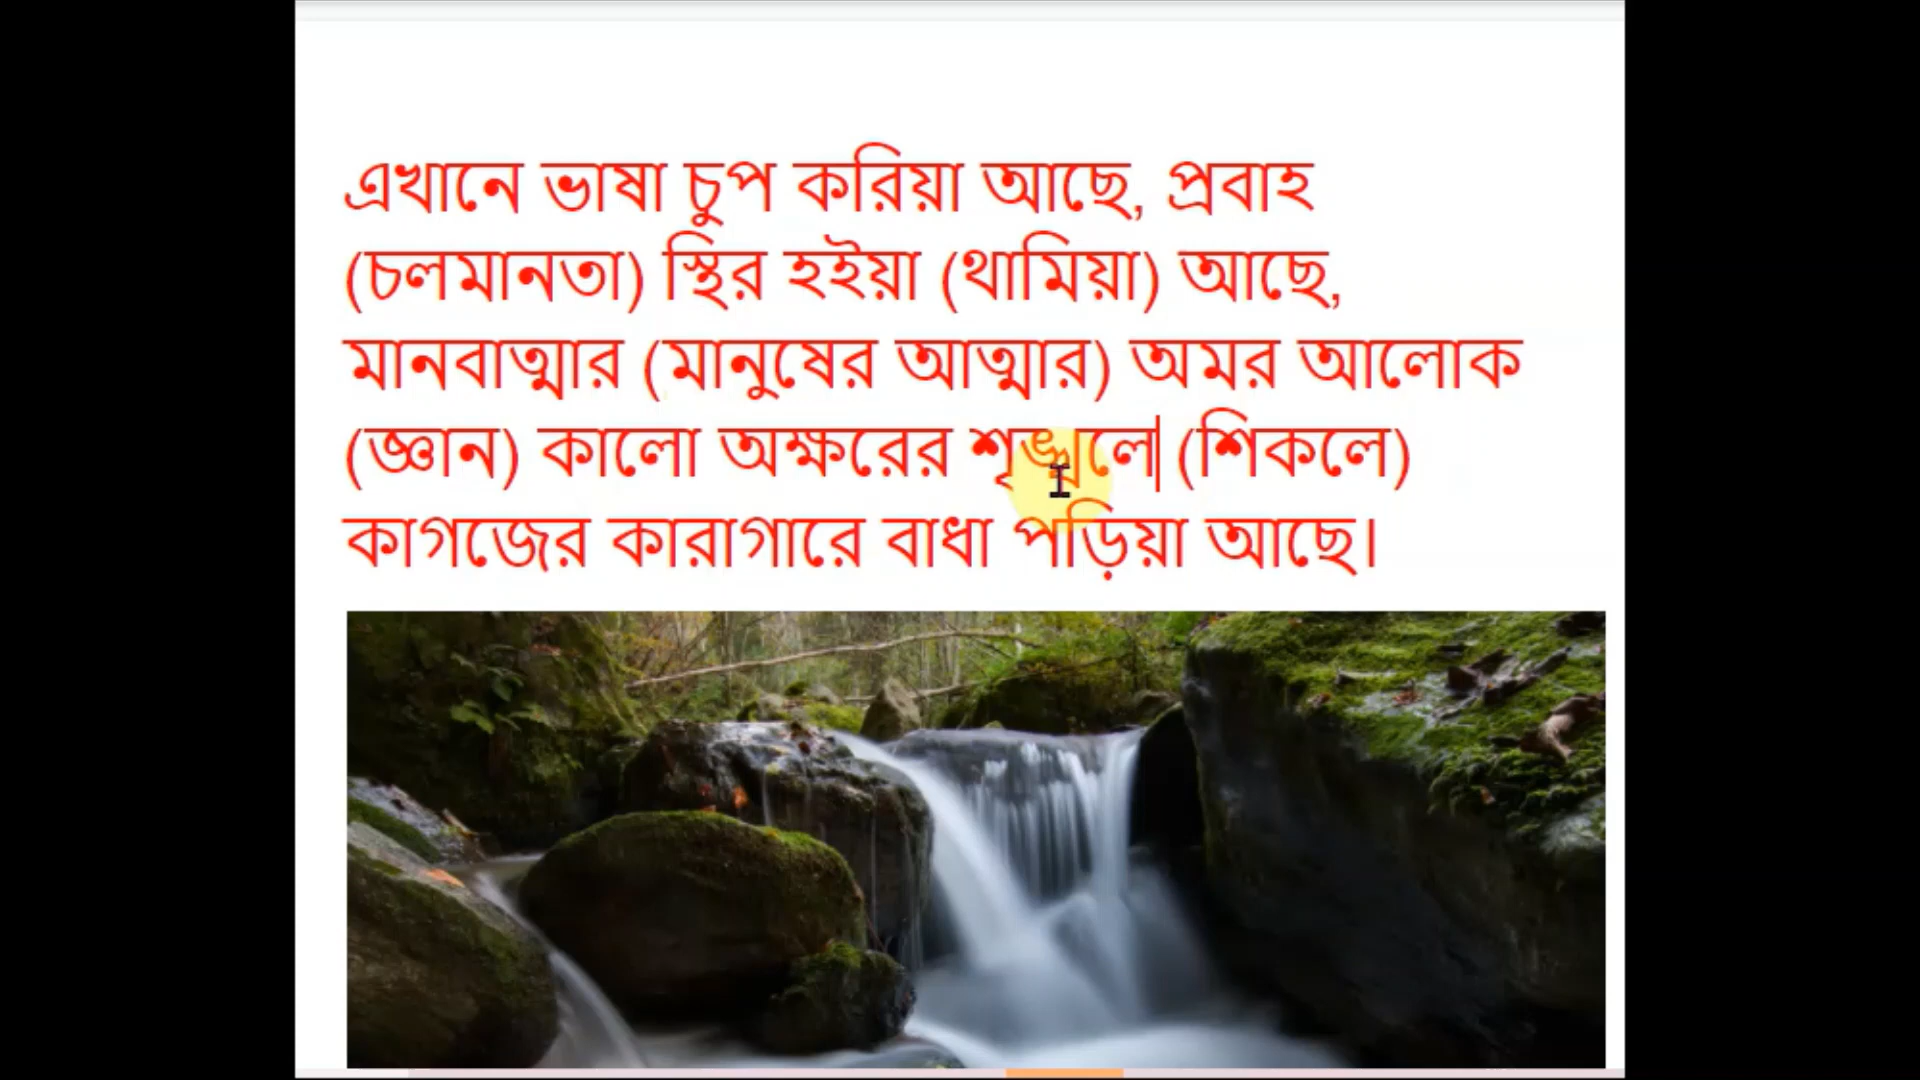 এখানে ভাষা চুপ করিয়া আছে, প্রবাহ
(চলমানতা) স্থির হইয়া (থামিয়া) আছে,
মানবাত্মার (মানুষের আত্মার) অমর আলোক
(জ্ঞান) কালো অক্ষরের শৃঙ্খলে (শিকলে)
কাগজের কারাগারে বাধা পড়িয়া আছে।